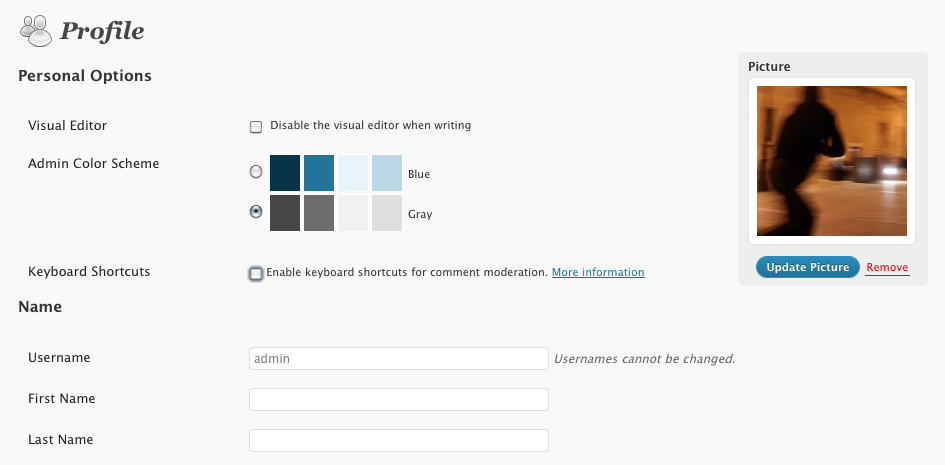 Profile
Personal Options
Picture
Visual Editor
Disable the visual editor when writing
Admin Color Scheme
Blue
Gray
Update Picture
Remove
Keyboard Shortcuts
Enable keyboard shortcuts for comment moderation. More information
Name
Username
admin
Usernames cannot be changed.
First Name
Last Name